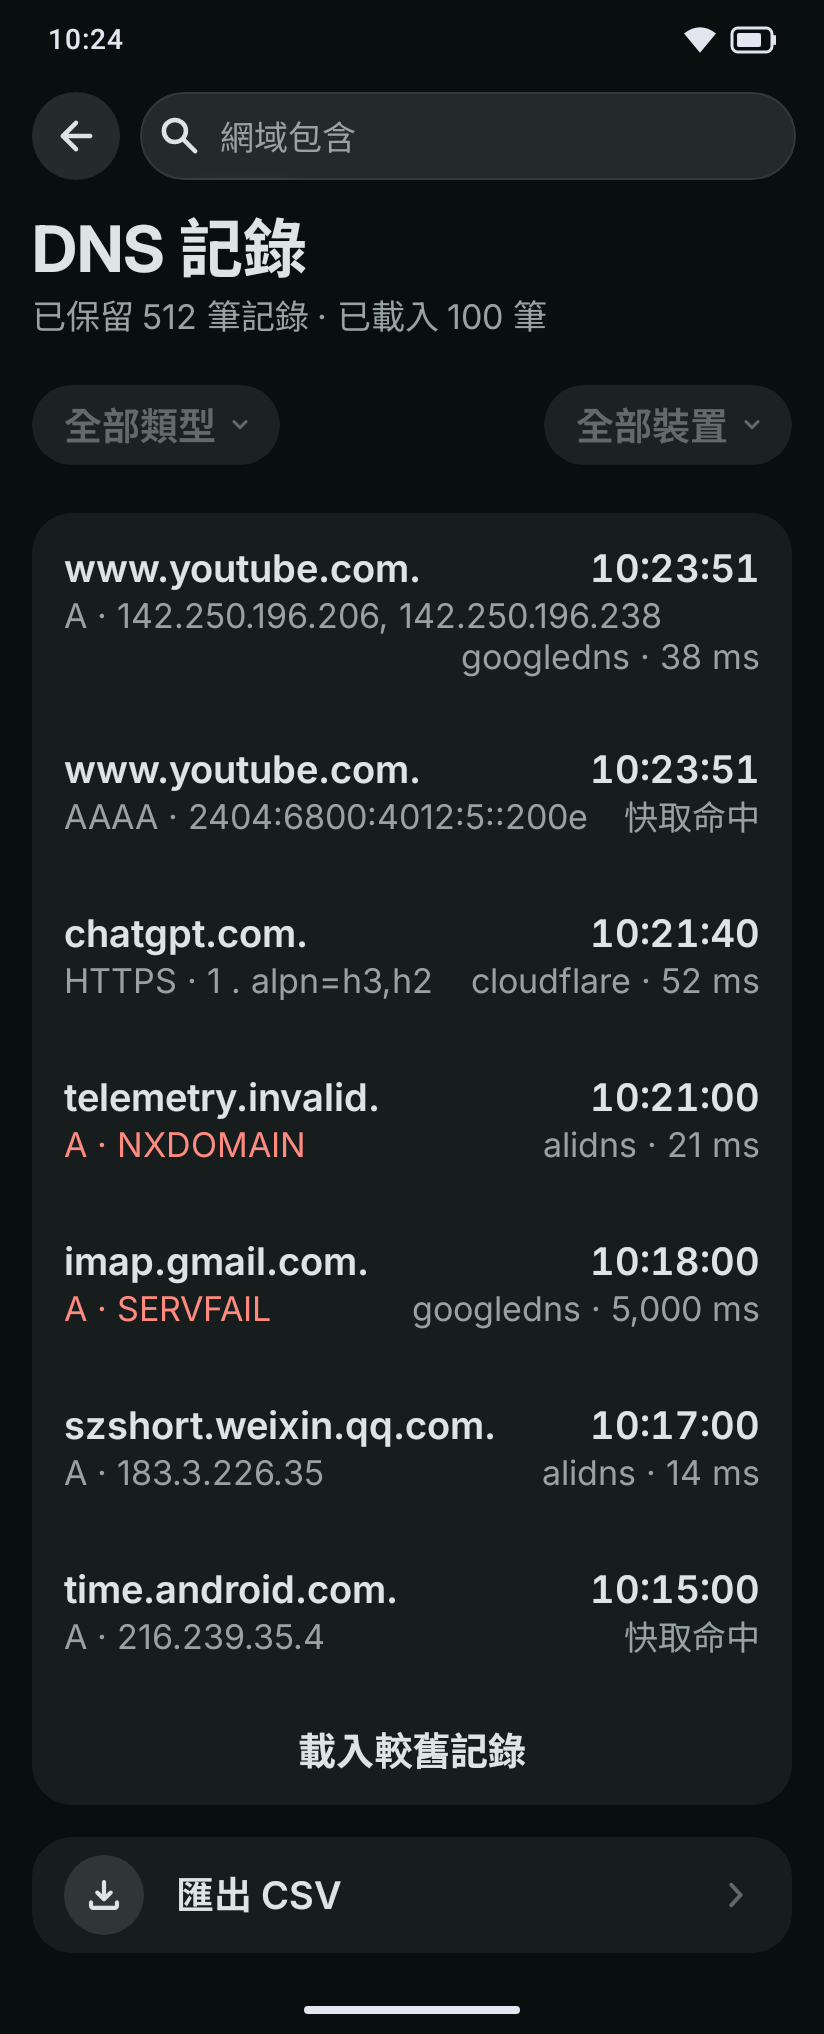 10:24
網域包含
DNS 記錄
已保留 512 筆記錄 · 已載入 100 筆
全部類型
全部裝置
www.youtube.com. 10:23:51
A · 142.250.196.206, 142.250.196.238
googledns · 38 ms
www.youtube.com. 10:23:51
AAAA · 2404:6800:4012:5::200e 快取命中
chatgpt.com. 10:21:40
HTTPS · 1 . alpn=h3,h2 cloudflare · 52 ms
telemetry.invalid. 10:21:00
A · NXDOMAIN alidns · 21 ms
imap.gmail.com. 10:18:00
A · SERVFAIL googledns · 5,000 ms
szshort.weixin.qq.com. 10:17:00
A · 183.3.226.35 alidns · 14 ms
time.android.com. 10:15:00
A · 216.239.35.4 快取命中
載入較舊記錄
匯出 CSV